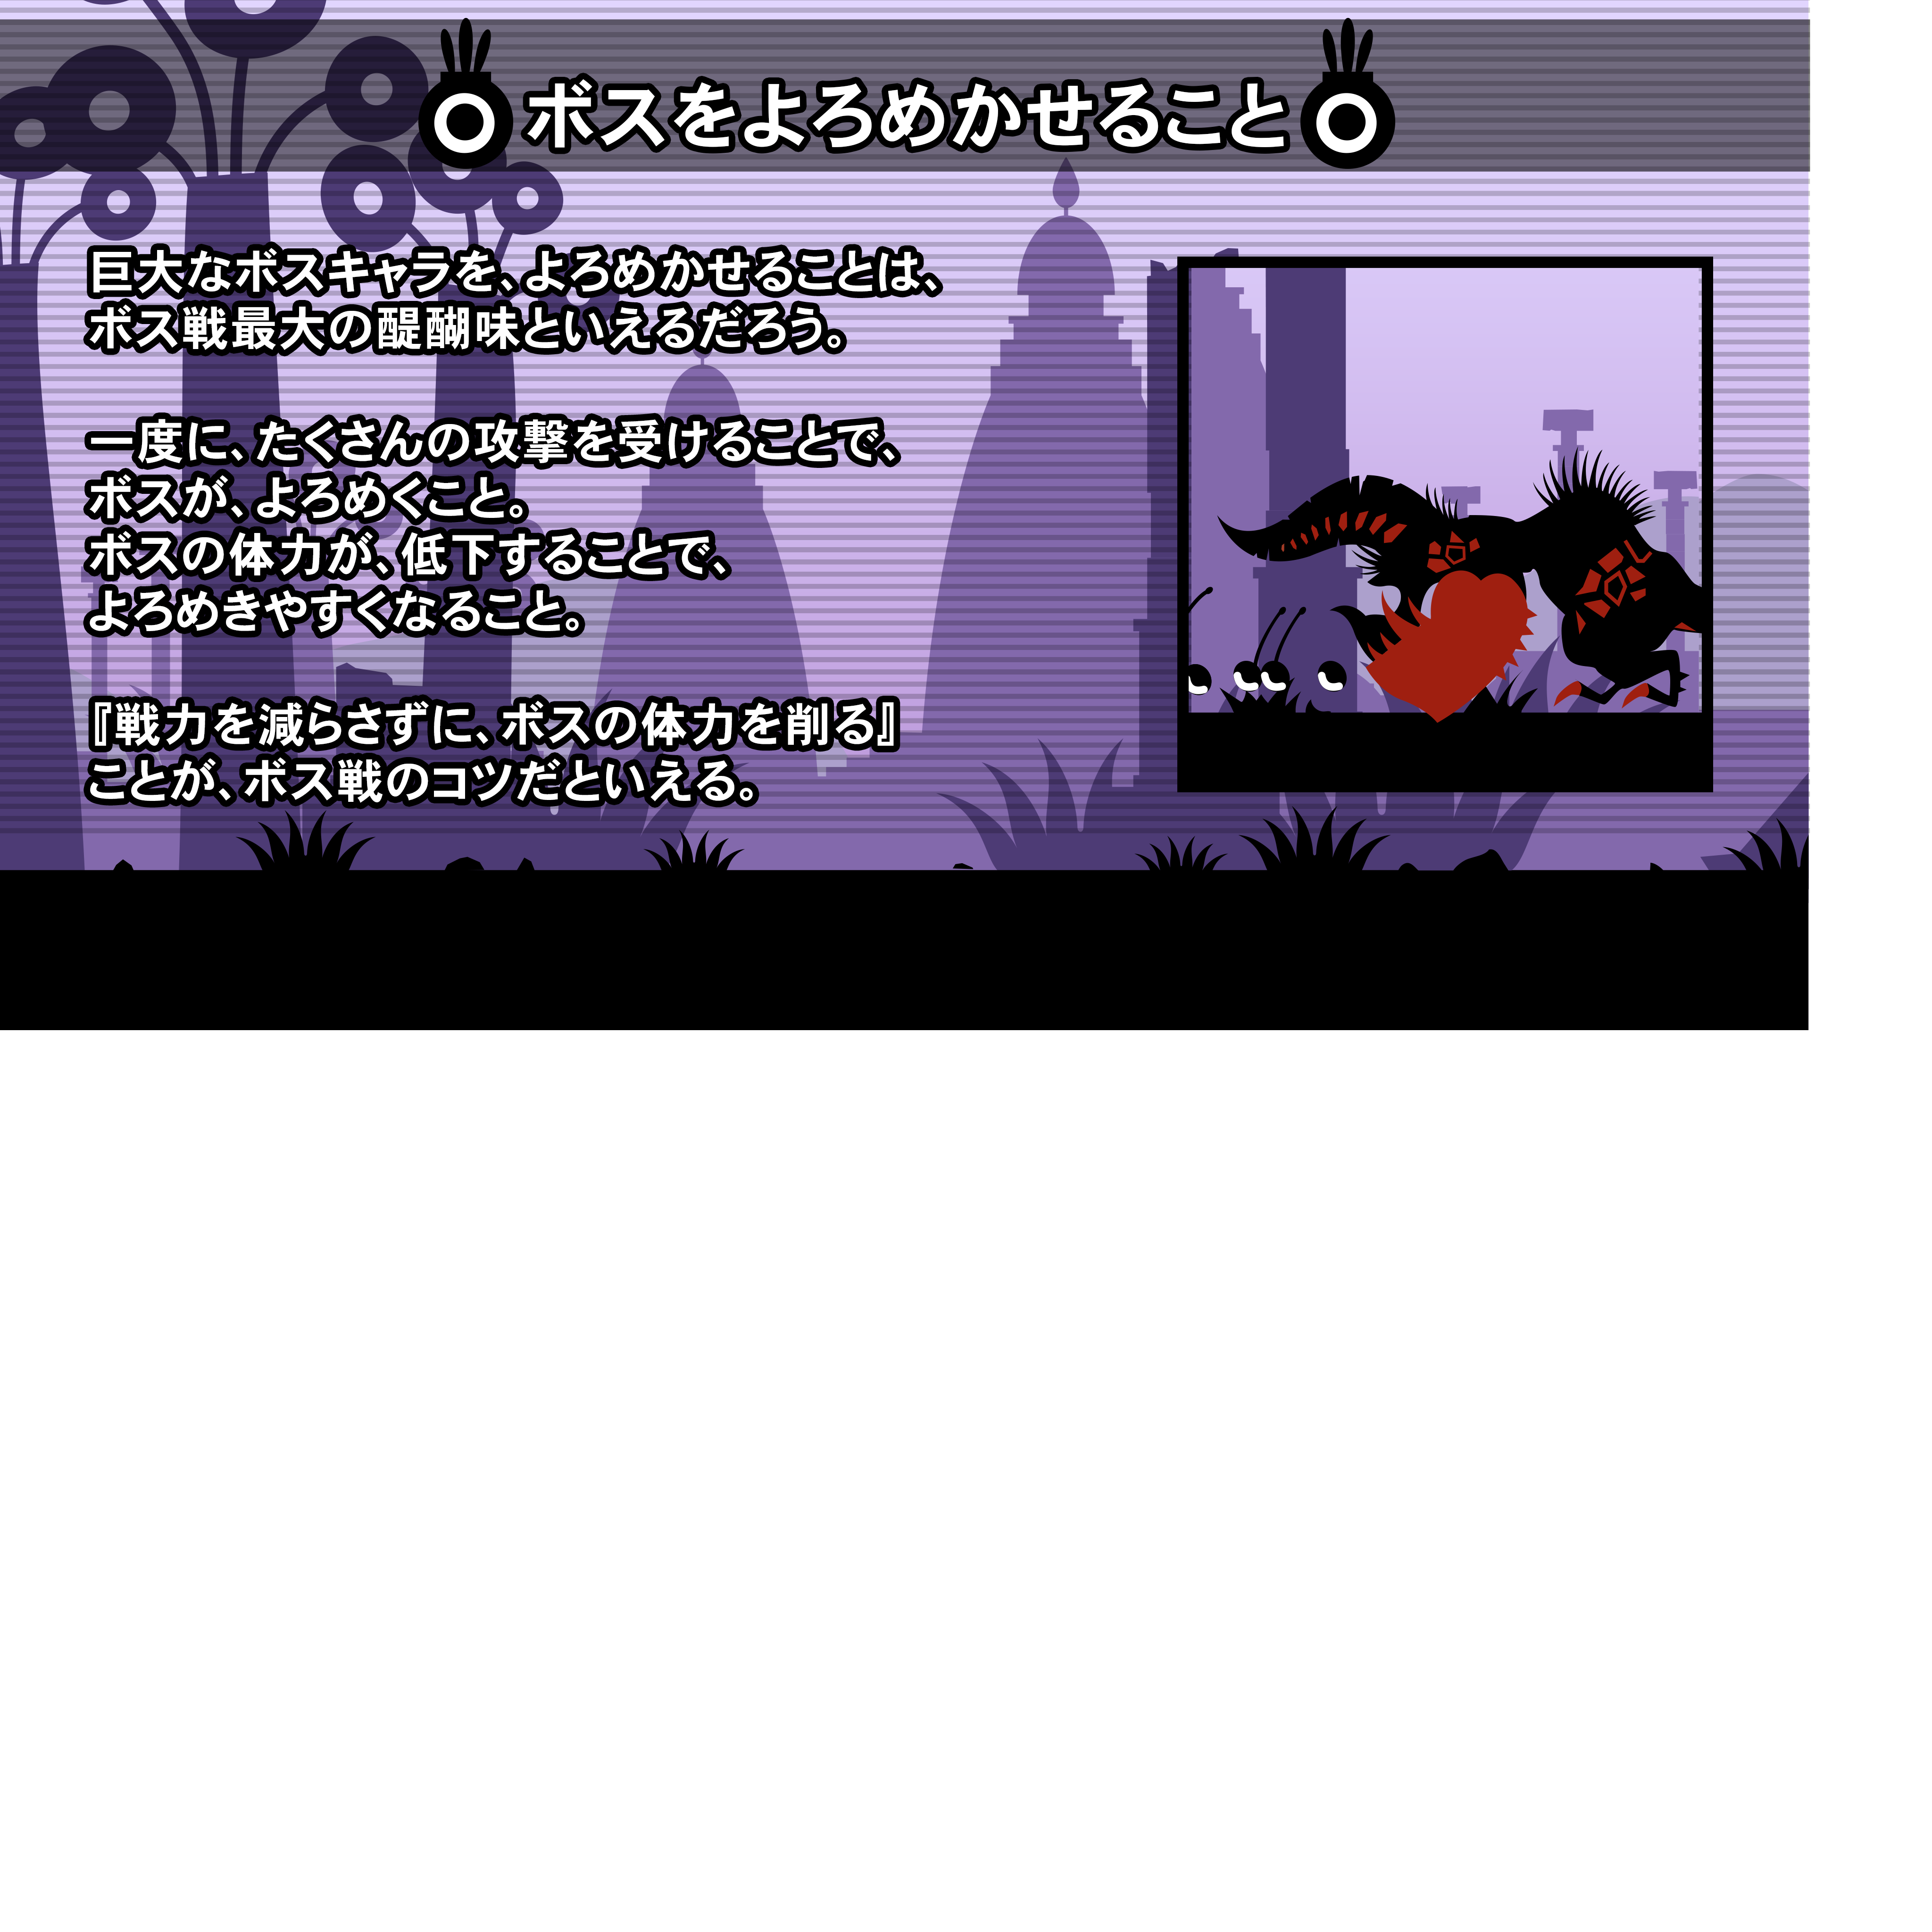 ボスをよろめかせること
巨大なボスキャラを、よろめかせることは、
ボス戦最大の醍醐味といえるだろう。
一度に、たくさんの攻撃を受けることで、
ボスが、よろめくこと。
ボスの体力が、低下することで、
よろめきやすくなること。
『戦力を減らさずに、ボスの体力を削る』
ことが、ボス戦のコツだといえる。